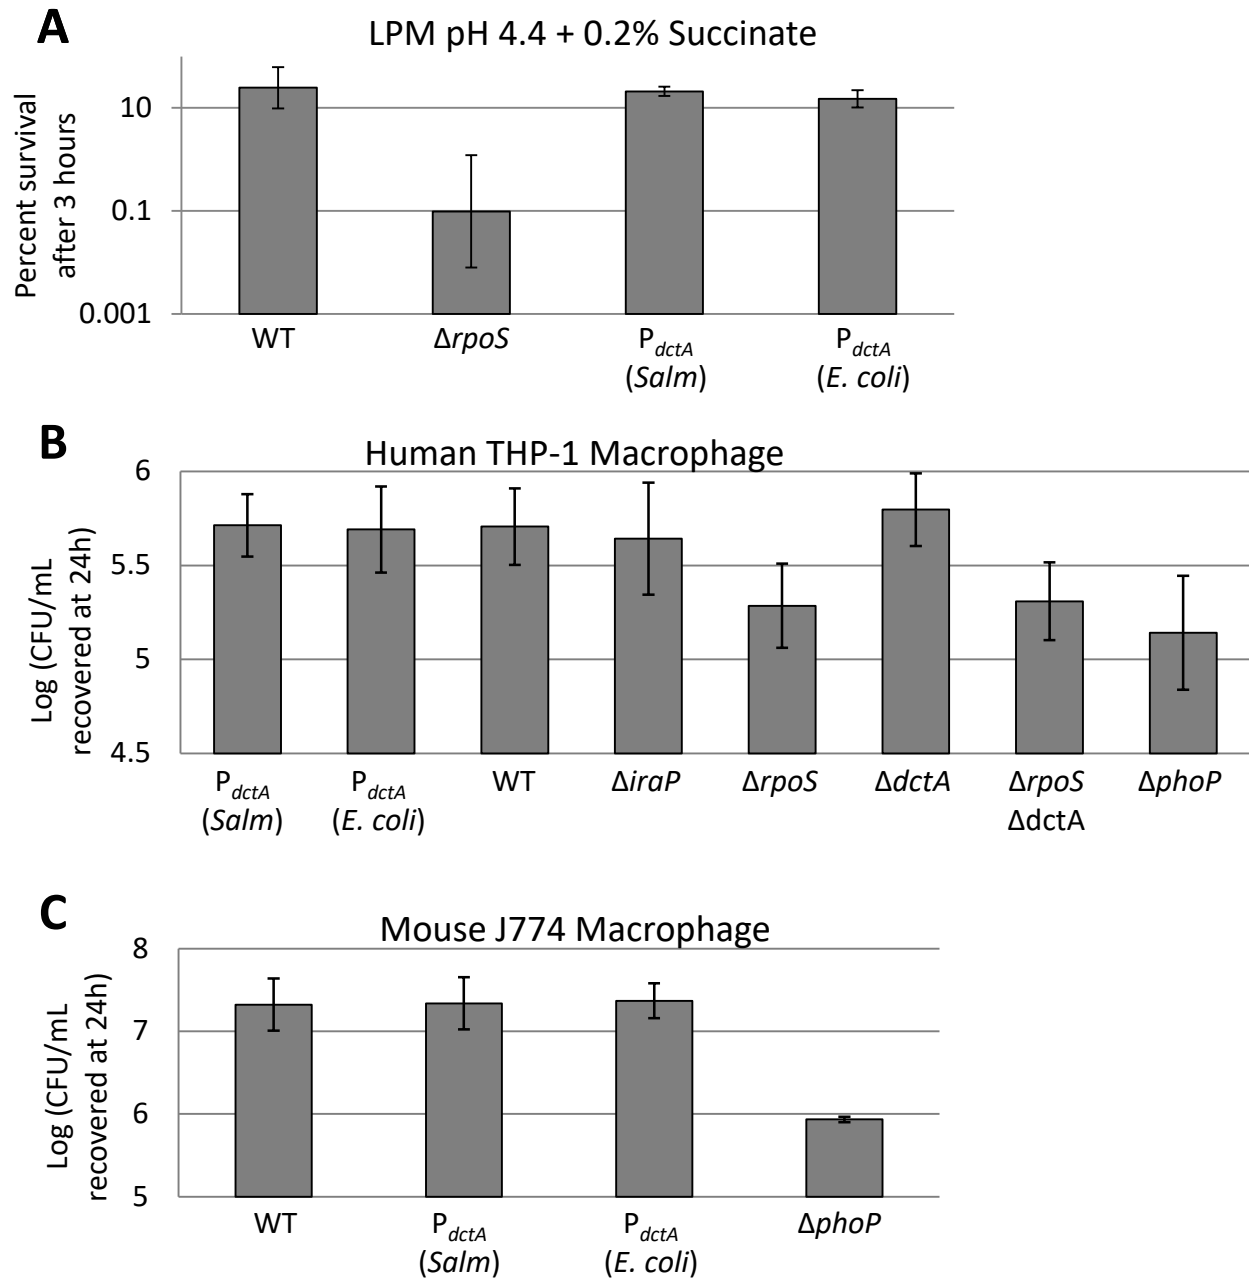 A
LPM pH 4.4 + 0.2% Succinate
Percent survival
after 3 hours
10
0.1
0.001
WT
ΔrpoS
PdctA
(Salm)
PdctA
(E. coli)
B
Human THP-1 Macrophage
Log (CFU/mL
recovered at 24h)
6
5.5
5
4.5
PdctA
(Salm)
PdctA
(E. coli)
WT
ΔiraP
ΔrpoS
ΔdctA
ΔrpoS
ΔdctA
ΔphoP
C
Mouse J774 Macrophage
Log (CFU/mL
recovered at 24h)
8
7
6
5
WT
PdctA
(Salm)
PdctA
(E. coli)
ΔphoP